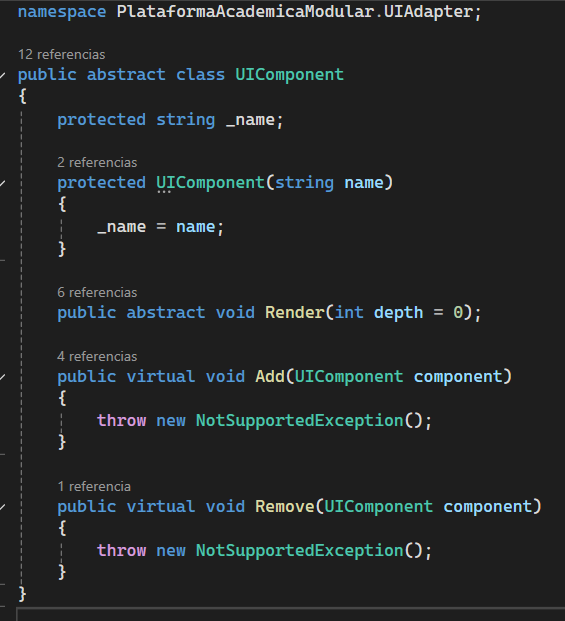 namespace PlataformaAcademicaModular.UIAdapter;
12 referencias
public abstract class UIComponent
{
protected string _name;
2 referencias
protected UIComponent(string name)
{
_name = name;
}
6 referencias
public abstract void Render(int depth = 0);
4 referencias
public virtual void Add(UIComponent component)
{
throw new NotSupportedException();
}
1 referencia
public virtual void Remove(UIComponent component)
{
throw new NotSupportedException();
}
}